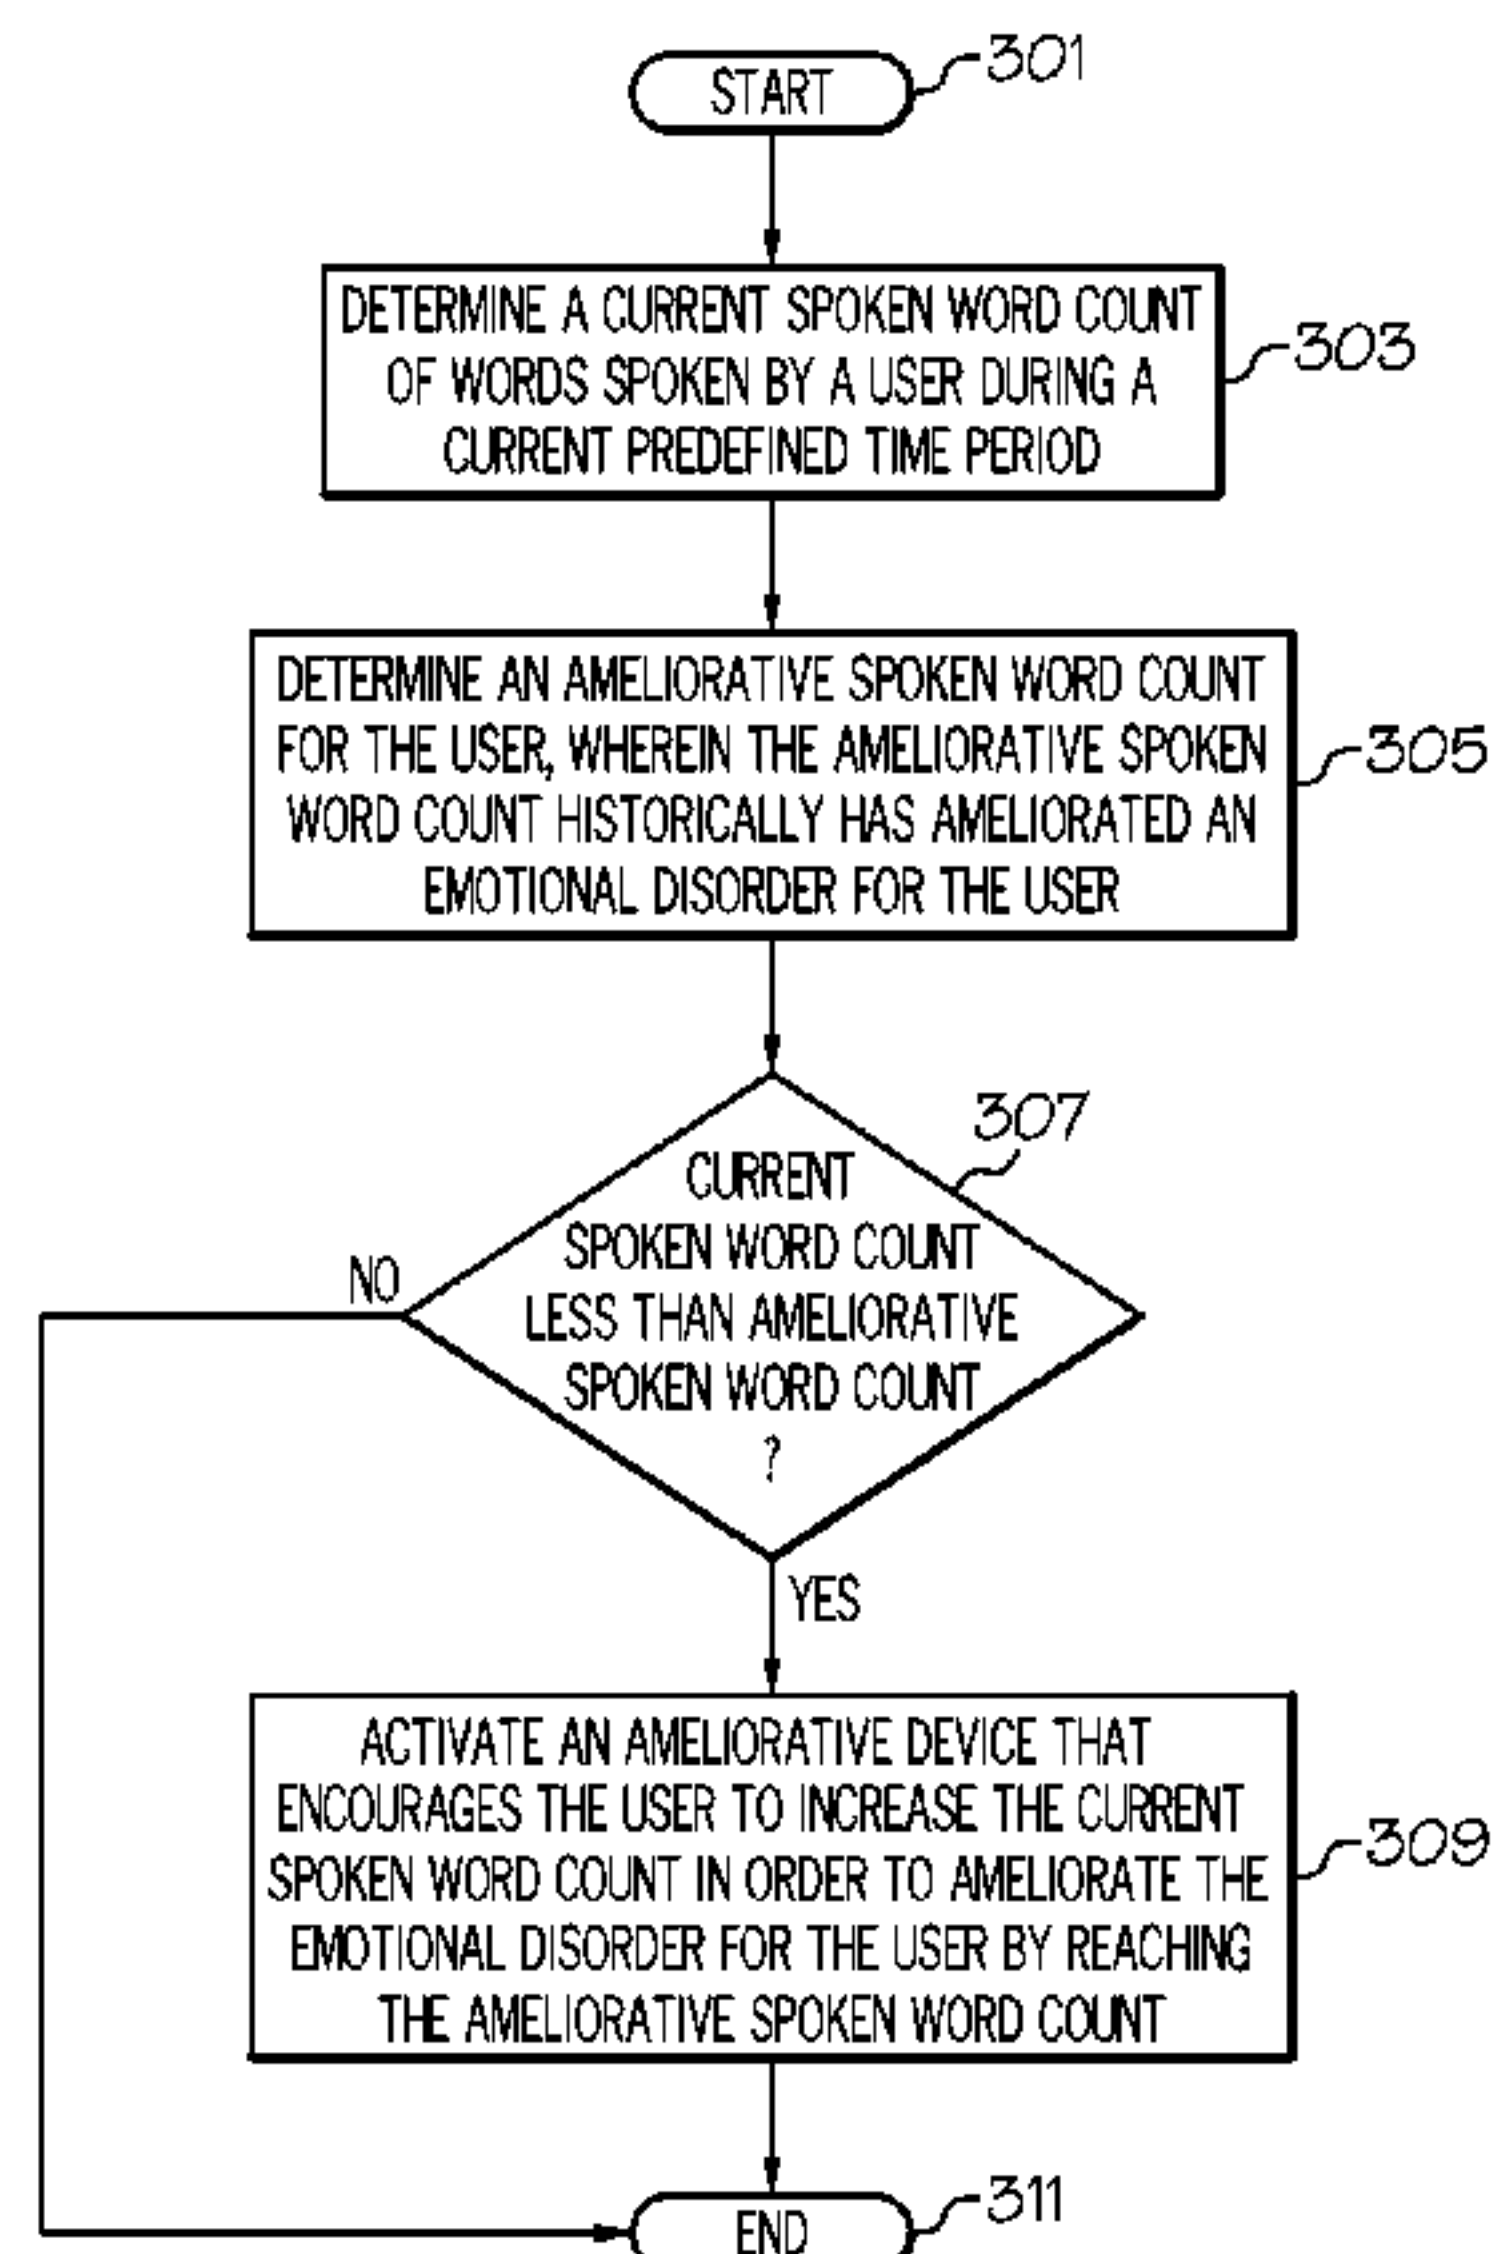 START
301
DETERMINE A CURRENT SPOKEN WORD COUNT
OF WORDS SPOKEN BY A USER DURING A
CURRENT PREDEFINED TIME PERIOD
303
DETERMINE AN AMELIORATIVE SPOKEN WORD COUNT
FOR THE USER, WHEREIN THE AMELIORATIVE SPOKEN
WORD COUNT HISTORICALLY HAS AMELIORATED AN
EMOTIONAL DISORDER FOR THE USER
305
307
CURRENT
SPOKEN WORD COUNT
LESS THAN AMELIORATIVE
SPOKEN WORD COUNT
?
NO
YES
ACTIVATE AN AMELIORATIVE DEVICE THAT
ENCOURAGES THE USER TO INCREASE THE CURRENT
SPOKEN WORD COUNT IN ORDER TO AMELIORATE THE
EMOTIONAL DISORDER FOR THE USER BY REACHING
THE AMELIORATIVE SPOKEN WORD COUNT
309
END
311